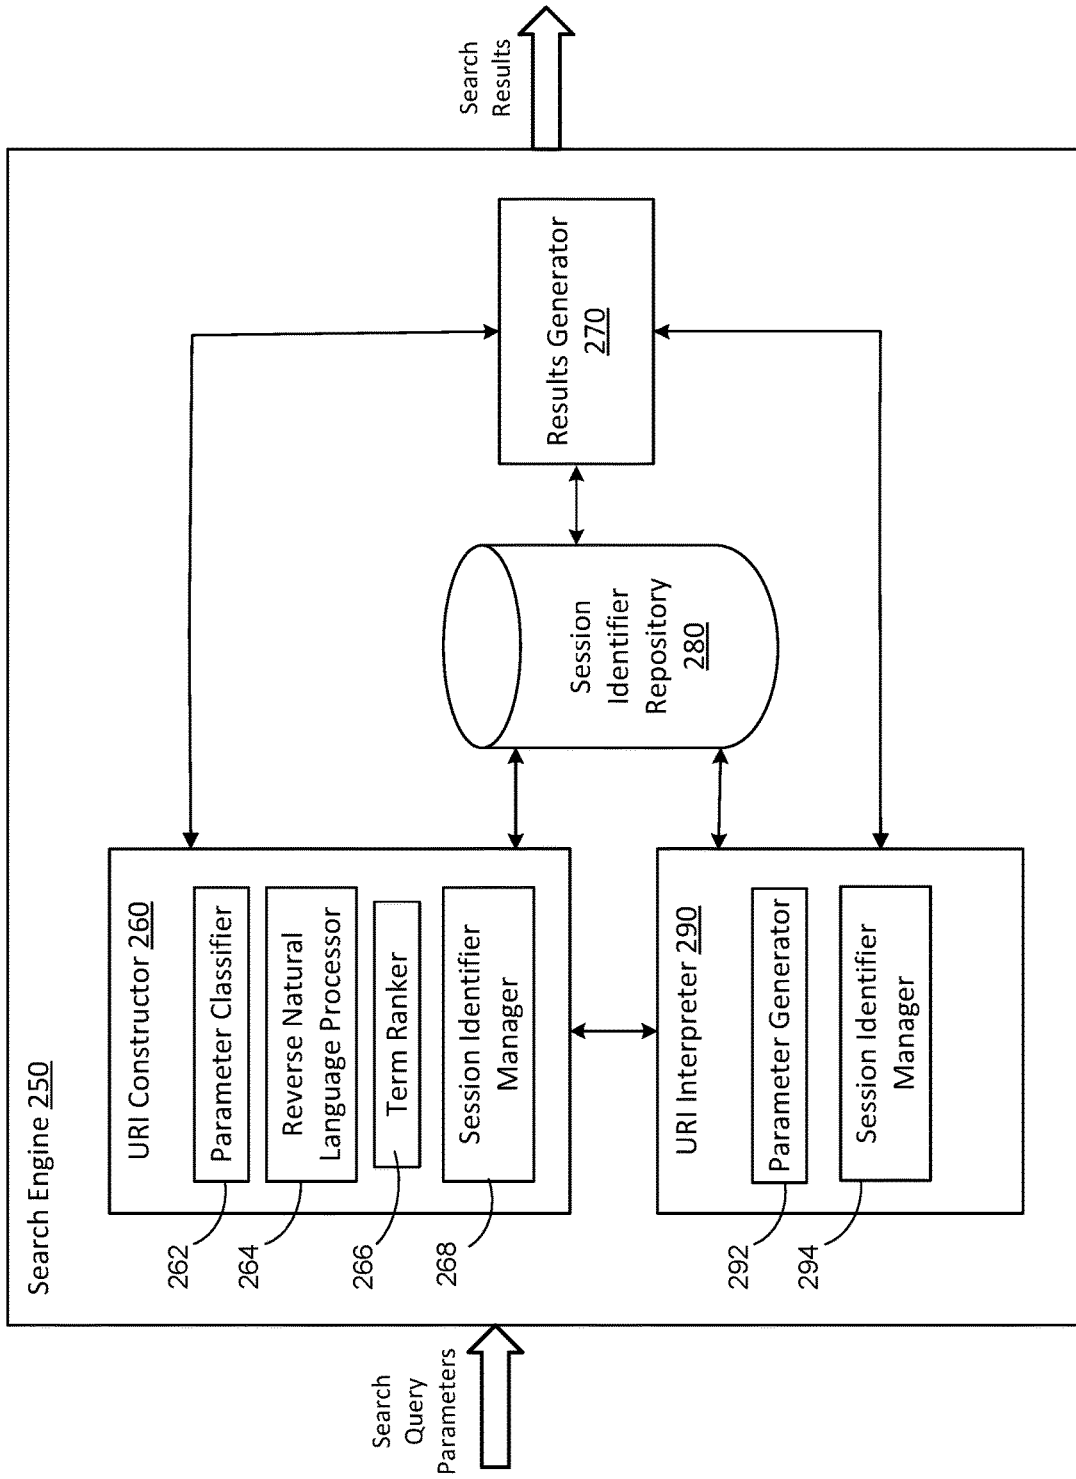 Search Engine 250
Search
Query
Parameters
URI Constructor 260
Parameter Classifier
262
Reverse Natural
Language Processor
264
Term Ranker
266
Session Identifier
Manager
268
URI Interpreter 290
Parameter Generator
292
Session Identifier
Manager
294
Session
Identifier
Repository
280
Results Generator
270
Search
Results